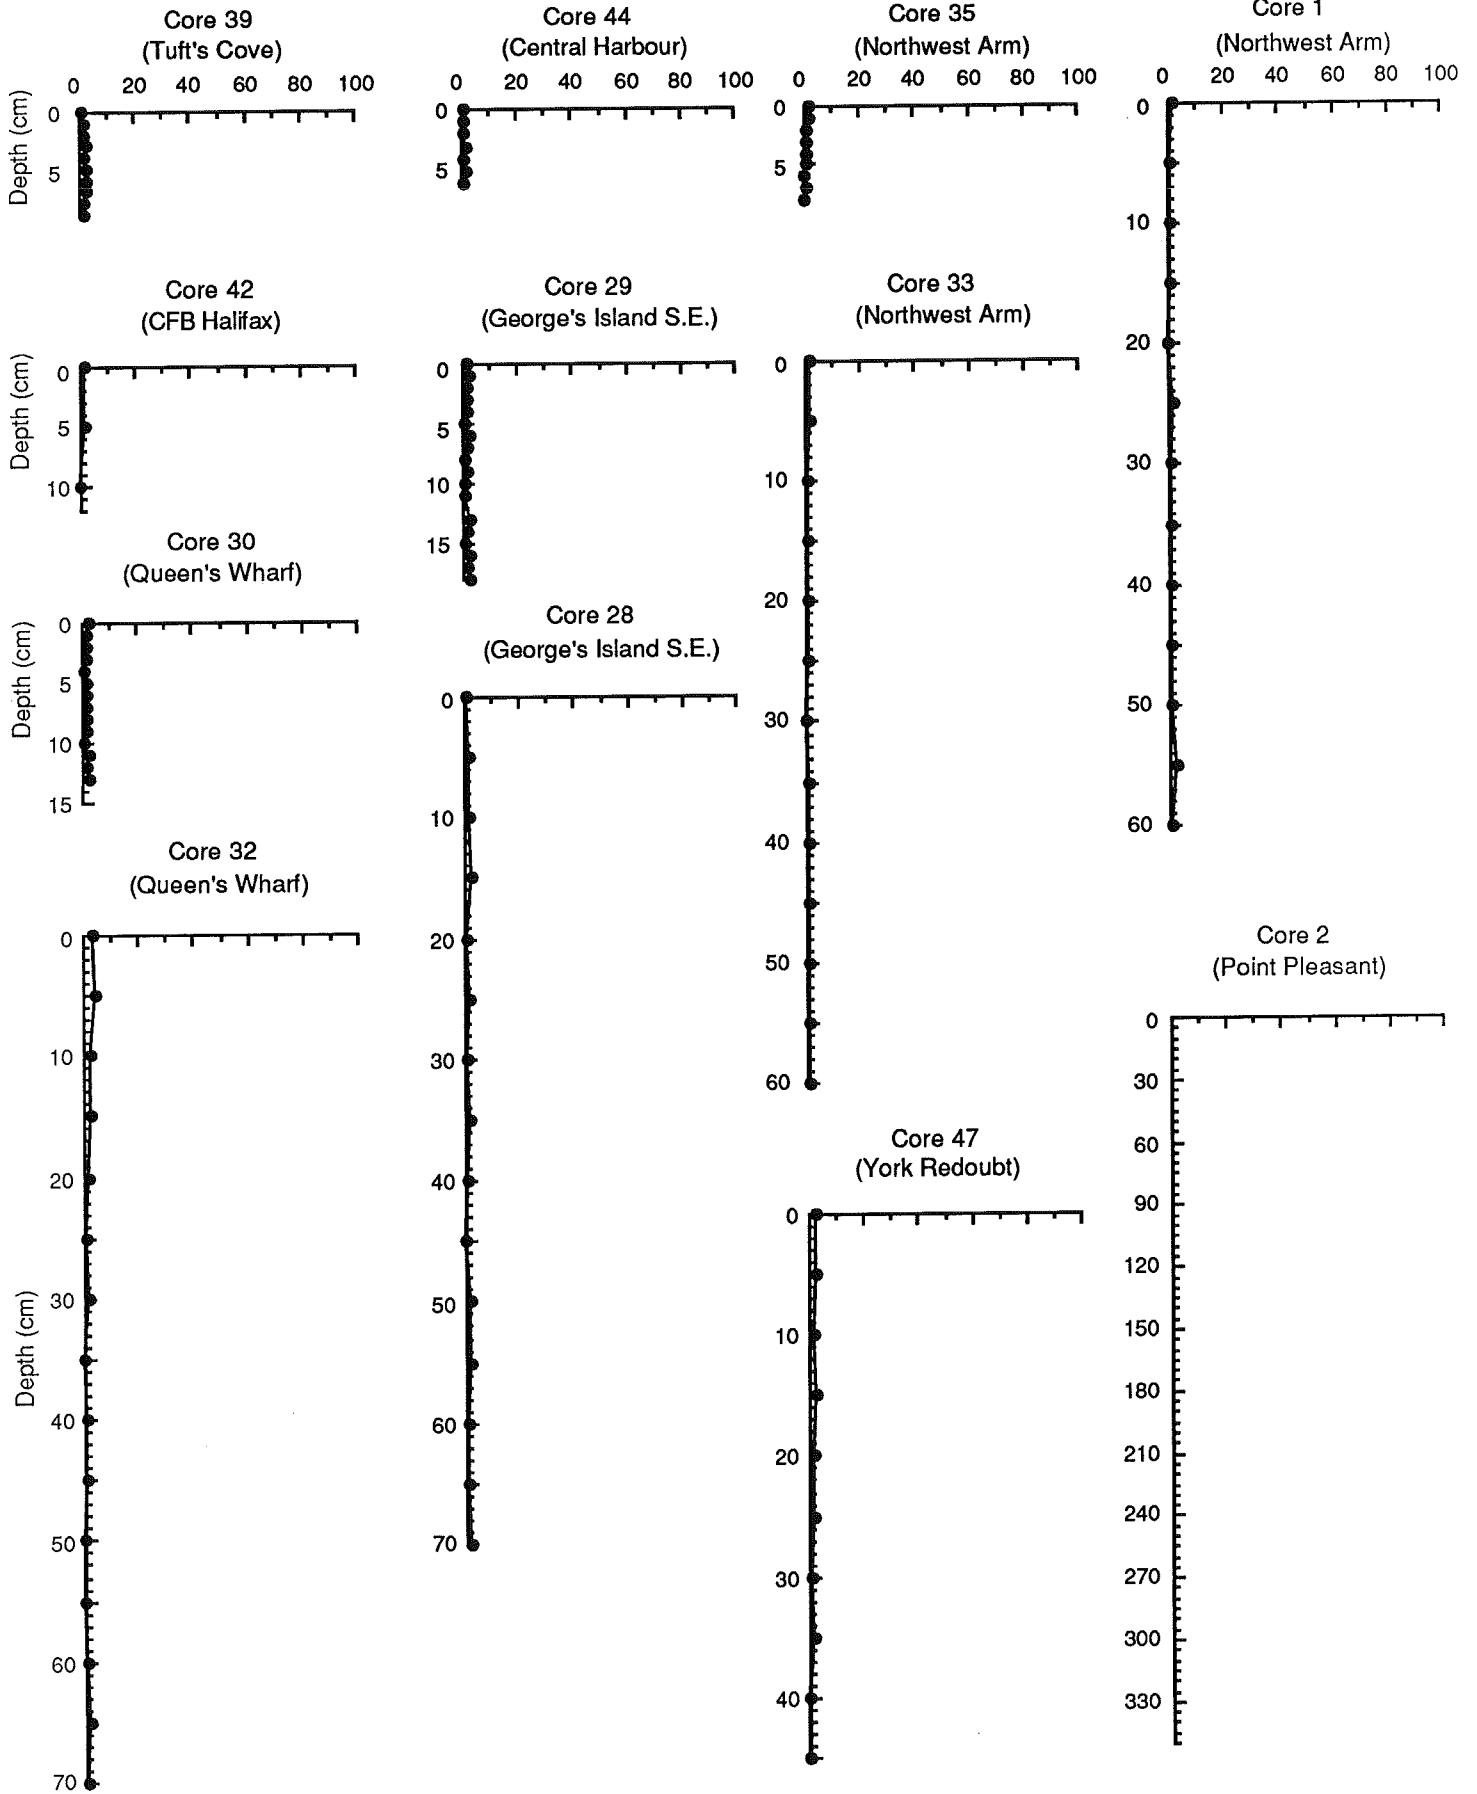 Core 39
(Tuft's Cove)
0 20 40 60 80 100
Depth (cm)
0
5
Core 42
(CFB Halifax)
Depth (cm)
0
5
10
Core 30
(Queen's Wharf)
Depth (cm)
0
5
10
15
Core 32
(Queen's Wharf)
Depth (cm)
0
10
20
30
40
50
60
70
Core 44
(Central Harbour)
0 20 40 60 80 100
0
5
Core 29
(George's Island S.E.)
0
5
10
15
Core 28
(George's Island S.E.)
0
10
20
30
40
50
60
70
Core 35
(Northwest Arm)
0 20 40 60 80 100
0
5
Core 33
(Northwest Arm)
0
10
20
30
40
50
60
Core 47
(York Redoubt)
0
10
20
30
40
Core 1
(Northwest Arm)
0 20 40 60 80 100
0
10
20
30
40
50
60
Core 2
(Point Pleasant)
0
30
60
90
120
150
180
210
240
270
300
330